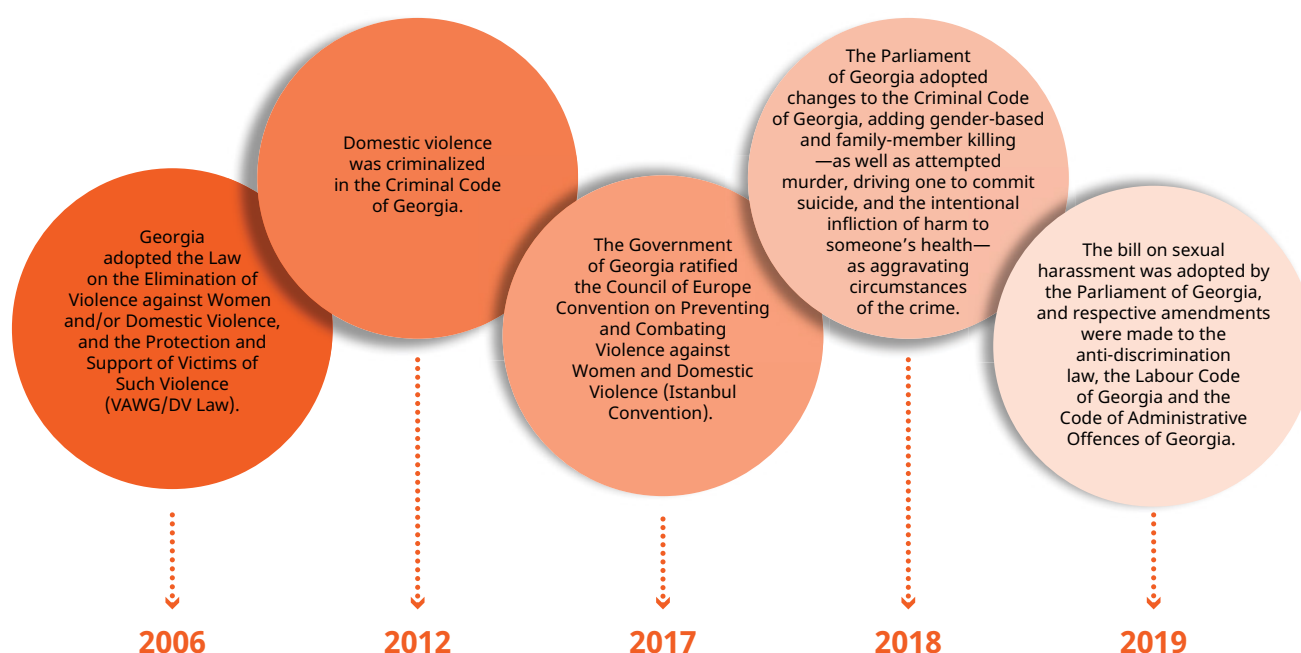 Georgia
adopted the Law
on the Elimination of
Violence against Women
and/or Domestic Violence,
and the Protection and
Support of Victims of
Such Violence
(VAWG/DV Law).
Domestic violence
was criminalized
in the Criminal Code
of Georgia.
The Government
of Georgia ratified
the Council of Europe
Convention on Preventing
and Combating
Violence against
Women and Domestic
Violence (Istanbul
Convention).
The Parliament
of Georgia adopted
changes to the Criminal Code
of Georgia, adding gender-based
and family-member killing
—as well as attempted
murder, driving one to commit
suicide, and the intentional
infliction of harm to
someone’s health—
as aggravating
circumstances
of the crime.
The bill on sexual
harassment was adopted by
the Parliament of Georgia,
and respective amendments
were made to the
anti-discrimination
law, the Labour Code
of Georgia and the
Code of Administrative
Offences of Georgia.
2006
2012
2017
2018
2019